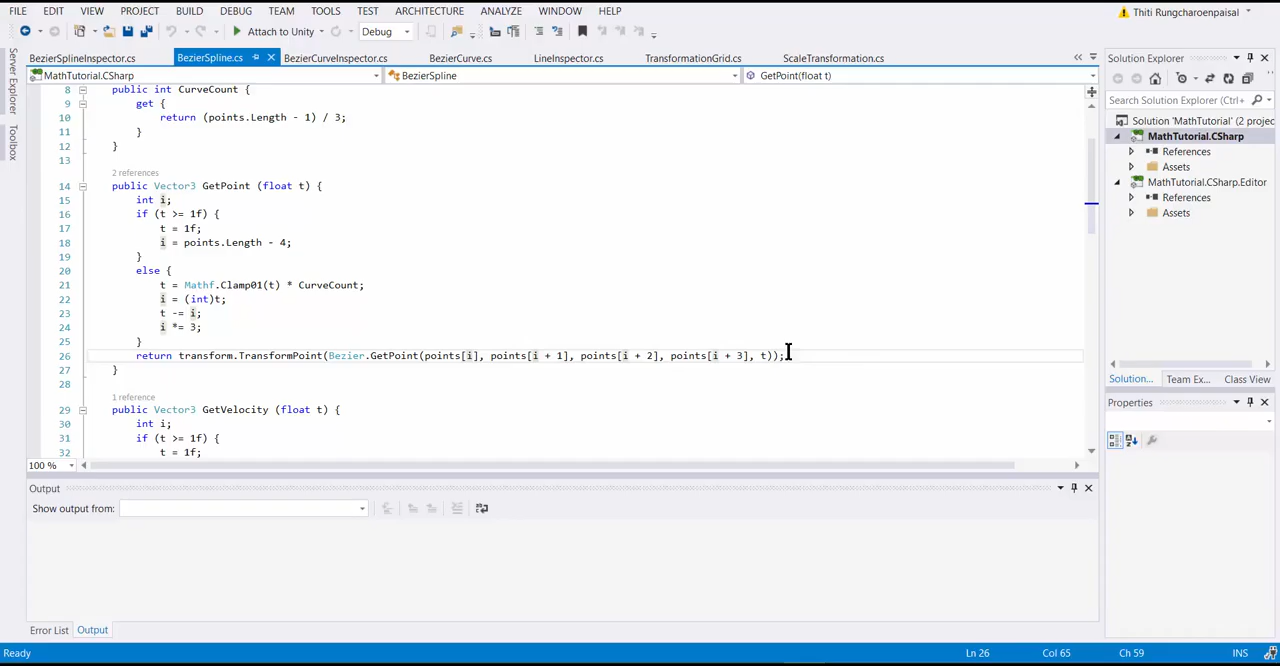 FILE EDIT VIEW PROJECT BUILD DEBUG TEAM TOOLS TEST ARCHITECTURE ANALYZE WINDOW HELP
Thiti Rungcharoenpaisal
Attach to Unity
Debug
Server Explorer
Toolbox
BezierSplineInspector.cs BezierSpline.cs BezierCurveInspector.cs BezierCurve.cs LineInspector.cs TransformationGrid.cs ScaleTransformation.cs
MathTutorial.CSharp BezierSpline GetPoint(float t)
8 public int CurveCount {
9 get {
10 return (points.Length - 1) / 3;
11 }
12 }
13
2 references
14 public Vector3 GetPoint (float t) {
15 int i;
16 if (t >= 1f) {
17 t = 1f;
18 i = points.Length - 4;
19 }
20 else {
21 t = Mathf.Clamp01(t) * CurveCount;
22 i = (int)t;
23 t -= i;
24 i *= 3;
25 }
26 return transform.TransformPoint(Bezier.GetPoint(points[i], points[i + 1], points[i + 2], points[i + 3], t));
27 }
28
1 reference
29 public Vector3 GetVelocity (float t) {
30 int i;
31 if (t >= 1f) {
32 t = 1f;
100 %
Output
Show output from:
Error List Output
Solution Explorer
Search Solution Explorer (Ctrl+
Solution 'MathTutorial' (2 projec
MathTutorial.CSharp
References
Assets
MathTutorial.CSharp.Editor
References
Assets
Solution... Team Ex... Class View
Properties
Ready Ln 26 Col 65 Ch 59 INS